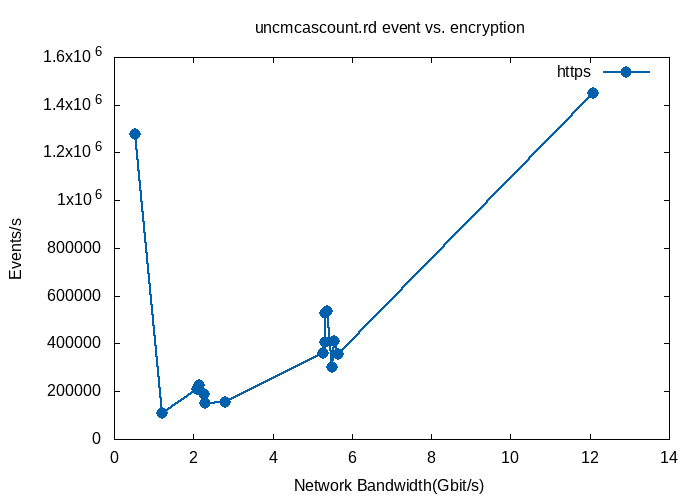 uncmcascount.rd event vs. encryption
https
1.6x10 6
1.4x10 6
1.2x10 6
1x10 6
800000
600000
400000
200000
0
Events/s
0 2 4 6 8 10 12 14
Network Bandwidth(Gbit/s)